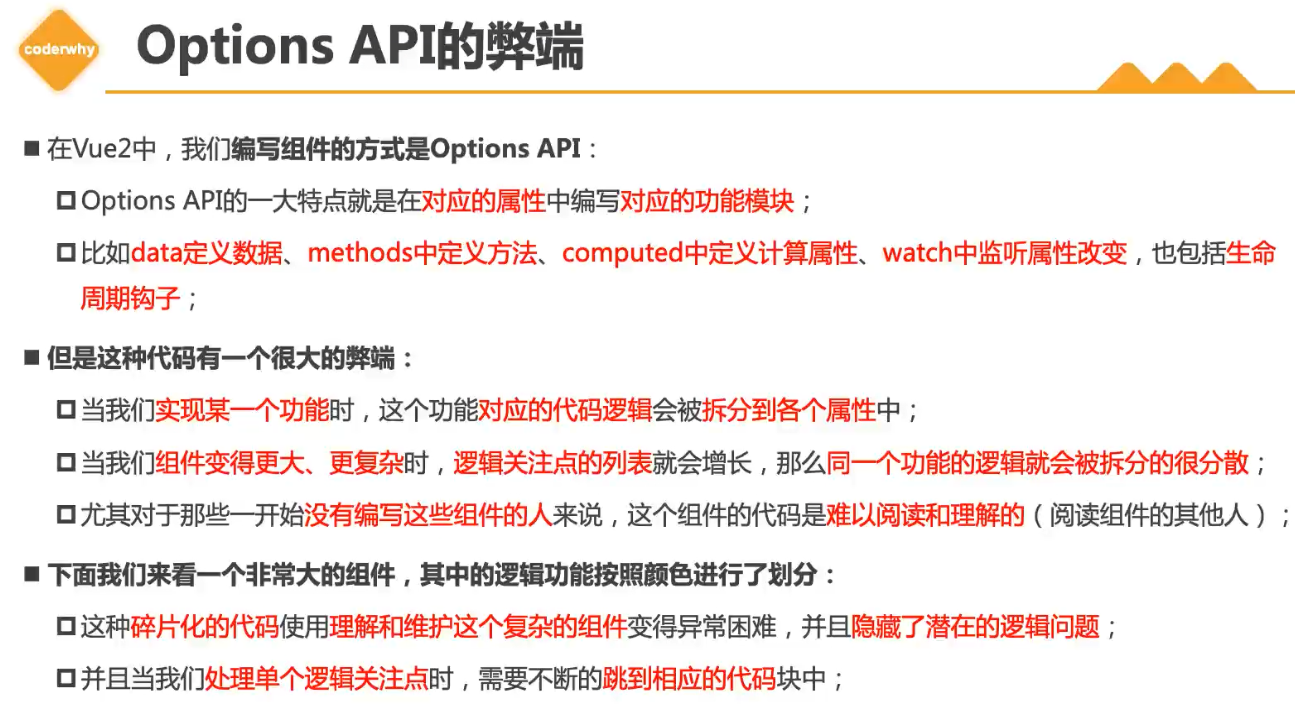 coderwhy
Options API的弊端
■ 在Vue2中，我们编写组件的方式是Options API：
Options API的一大特点就是在对应的属性中编写对应的功能模块；
比如data定义数据、methods中定义方法、computed中定义计算属性、watch中监听属性改变，也包括生命
周期钩子；
■ 但是这种代码有一个很大的弊端：
当我们实现某一个功能时，这个功能对应的代码逻辑会被拆分到各个属性中；
当我们组件变得更大、更复杂时，逻辑关注点的列表就会增长，那么同一个功能的逻辑就会被拆分的很分散；
尤其对于那些一开始没有编写这些组件的人来说，这个组件的代码是难以阅读和理解的（阅读组件的其他人）；
■ 下面我们来看一个非常大的组件，其中的逻辑功能按照颜色进行了划分：
这种碎片化的代码使用理解和维护这个复杂的组件变得异常困难，并且隐藏了潜在的逻辑问题；
并且当我们处理单个逻辑关注点时，需要不断的跳到相应的代码块中；